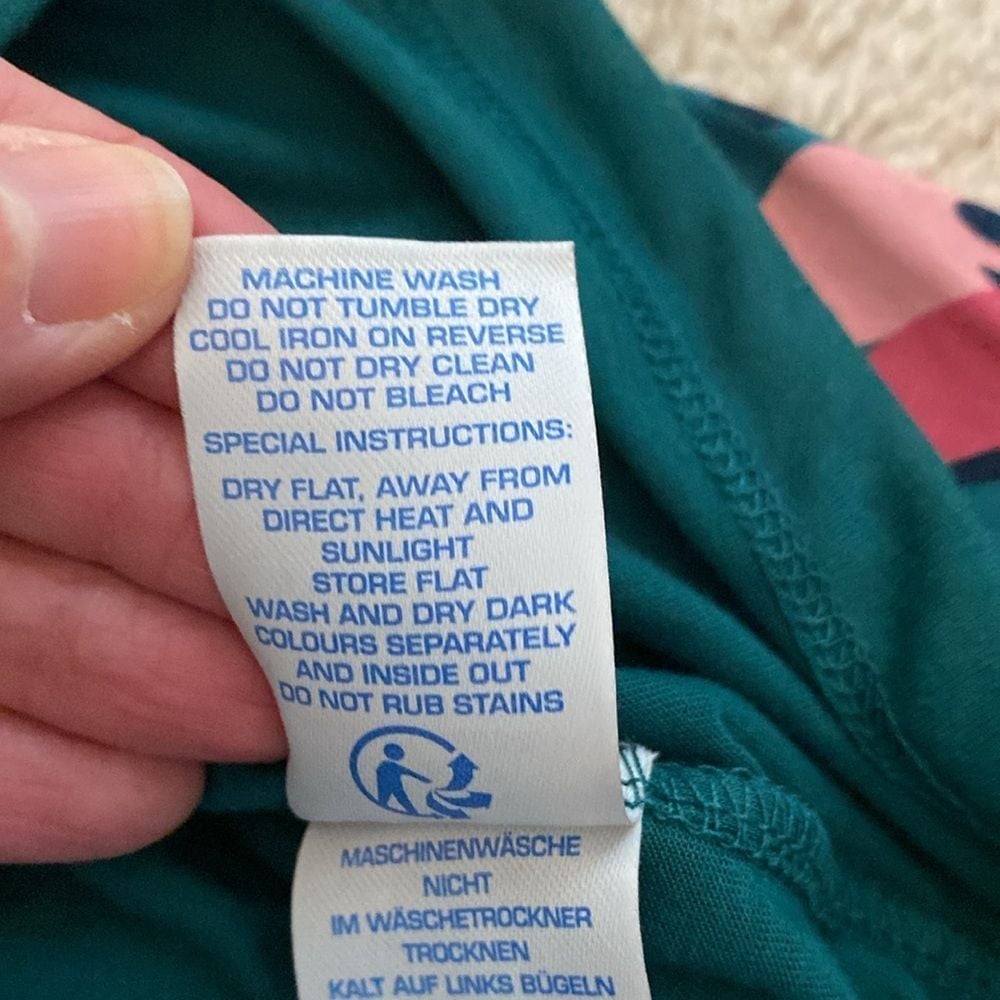 MACHINE WASH
DO NOT TUMBLE DRY
COOL IRON ON REVERSE
DO NOT DRY CLEAN
DO NOT BLEACH
SPECIAL INSTRUCTIONS:
DRY FLAT, AWAY FROM
DIRECT HEAT AND
SUNLIGHT
STORE FLAT
WASH AND DRY DARK
COLOURS SEPARATELY
AND INSIDE OUT
DO NOT RUB STAINS
MASCHINENWÄSCHE
NICHT
IM WÄSCHETROCKNER
TROCKNEN
KALT AUF LINKS BÜGELN